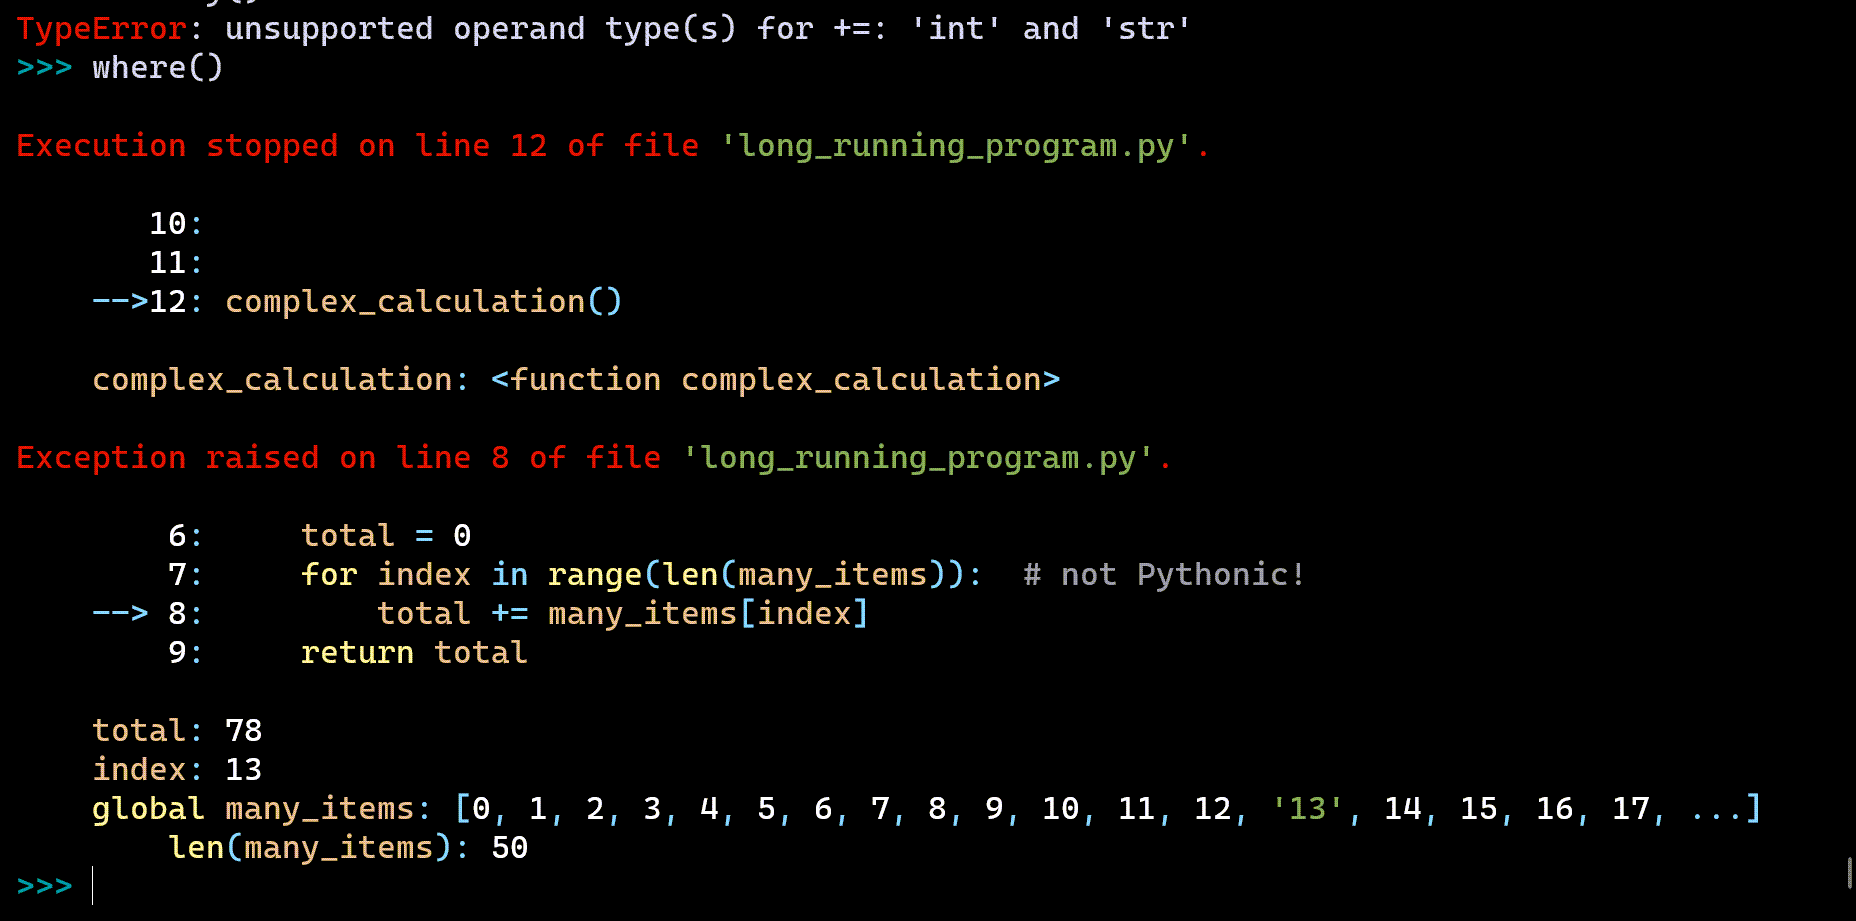 TypeError: unsupported operand type(s) for +=: 'int' and 'str'
>>> where()
Execution stopped on line 12 of file 'long_running_program.py'.
10:
11:
-->12: complex_calculation()
complex_calculation: <function complex_calculation>
Exception raised on line 8 of file 'long_running_program.py'.
6:     total = 0
7:     for index in range(len(many_items)):  # not Pythonic!
--> 8:         total += many_items[index]
9:     return total
total: 78
index: 13
global many_items: [0, 1, 2, 3, 4, 5, 6, 7, 8, 9, 10, 11, 12, '13', 14, 15, 16, 17, ...]
len(many_items): 50
>>>